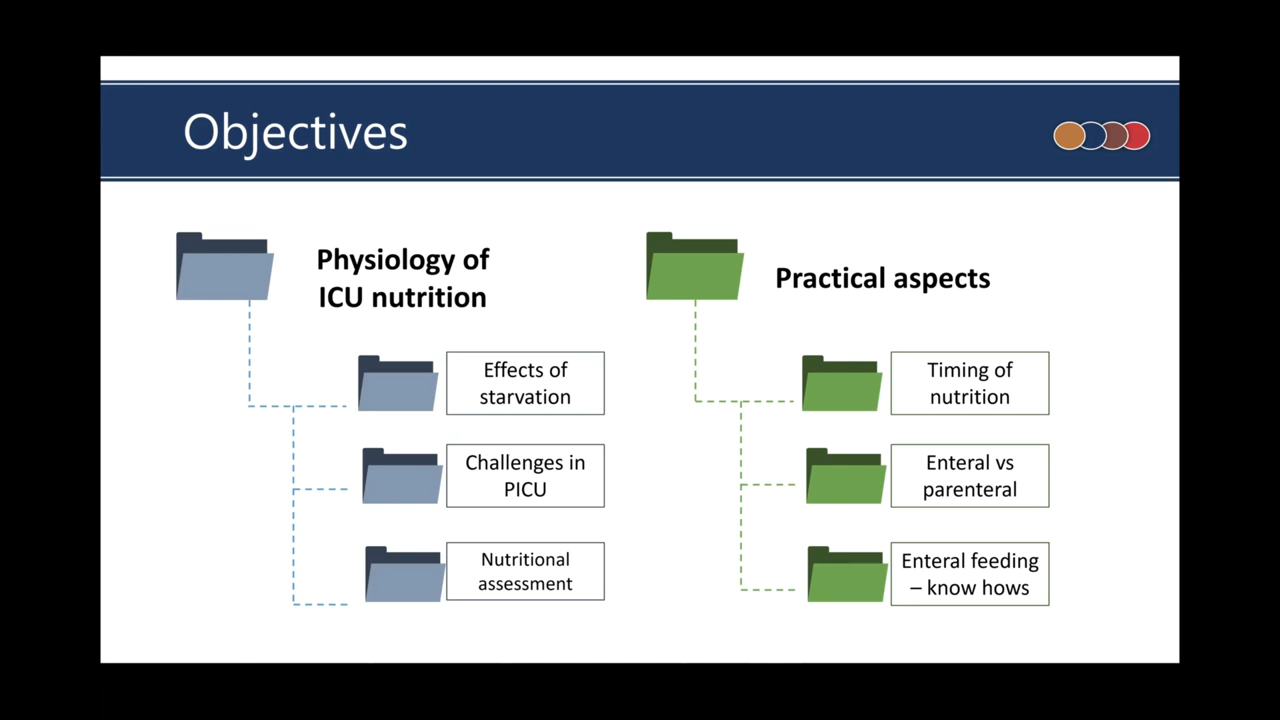 Objectives
Physiology of
ICU nutrition
Effects of
starvation
Challenges in
PICU
Nutritional
assessment
Practical aspects
Timing of
nutrition
Enteral vs
parenteral
Enteral feeding
– know hows